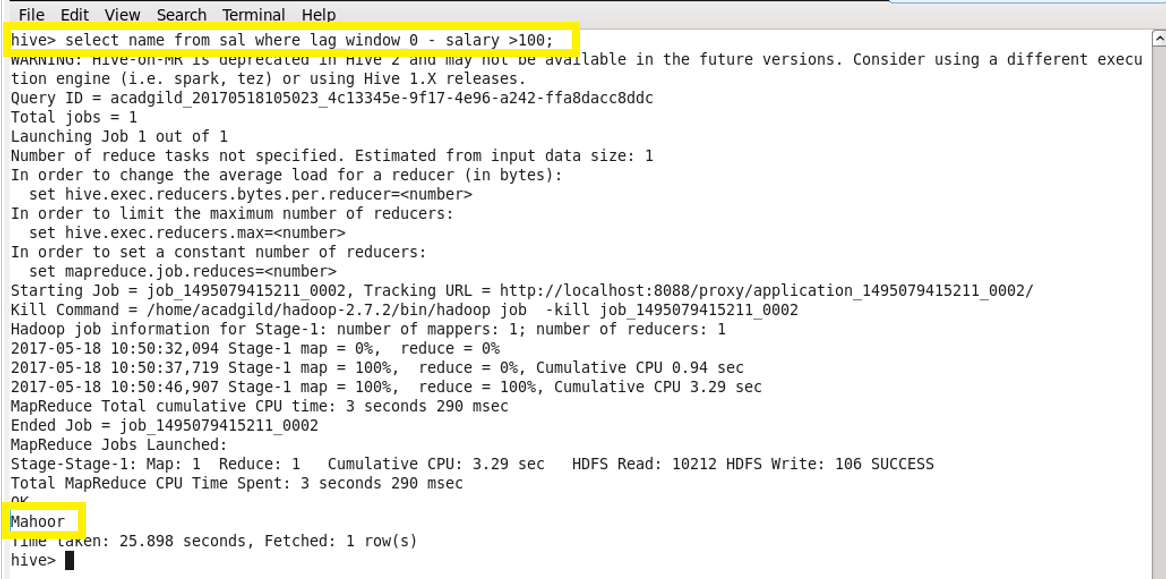 File Edit View Search Terminal Help
hive> select name from sal where lag window 0 - salary >100;
WARNING: Hive-on-MR is deprecated in Hive 2 and may not be available in the future versions. Consider using a different execu
tion engine (i.e. spark, tez) or using Hive 1.X releases.
Query ID = acadgild_20170518105023_4c13345e-9f17-4e96-a242-ffa8dacc8ddc
Total jobs = 1
Launching Job 1 out of 1
Number of reduce tasks not specified. Estimated from input data size: 1
In order to change the average load for a reducer (in bytes):
  set hive.exec.reducers.bytes.per.reducer=<number>
In order to limit the maximum number of reducers:
  set hive.exec.reducers.max=<number>
In order to set a constant number of reducers:
  set mapreduce.job.reduces=<number>
Starting Job = job_1495079415211_0002, Tracking URL = http://localhost:8088/proxy/application_1495079415211_0002/
Kill Command = /home/acadgild/hadoop-2.7.2/bin/hadoop job  -kill job_1495079415211_0002
Hadoop job information for Stage-1: number of mappers: 1; number of reducers: 1
2017-05-18 10:50:32,094 Stage-1 map = 0%,  reduce = 0%
2017-05-18 10:50:37,719 Stage-1 map = 100%,  reduce = 0%, Cumulative CPU 0.94 sec
2017-05-18 10:50:46,907 Stage-1 map = 100%,  reduce = 100%, Cumulative CPU 3.29 sec
MapReduce Total cumulative CPU time: 3 seconds 290 msec
Ended Job = job_1495079415211_0002
MapReduce Jobs Launched:
Stage-Stage-1: Map: 1  Reduce: 1   Cumulative CPU: 3.29 sec   HDFS Read: 10212 HDFS Write: 106 SUCCESS
Total MapReduce CPU Time Spent: 3 seconds 290 msec
OK
Mahoor
Time taken: 25.898 seconds, Fetched: 1 row(s)
hive>